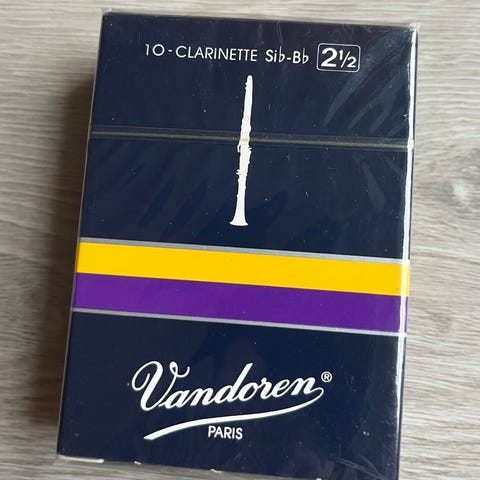 10-CLARINETTE Sib-Bb 2½
Vandoren®
PARIS